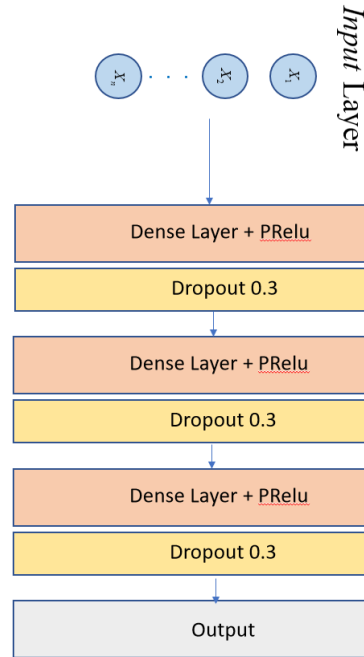 Input Layer
x₁
x₂
. . .
xₙ
Dense Layer + PRelu
Dropout 0.3
Dense Layer + PRelu
Dropout 0.3
Dense Layer + PRelu
Dropout 0.3
Output